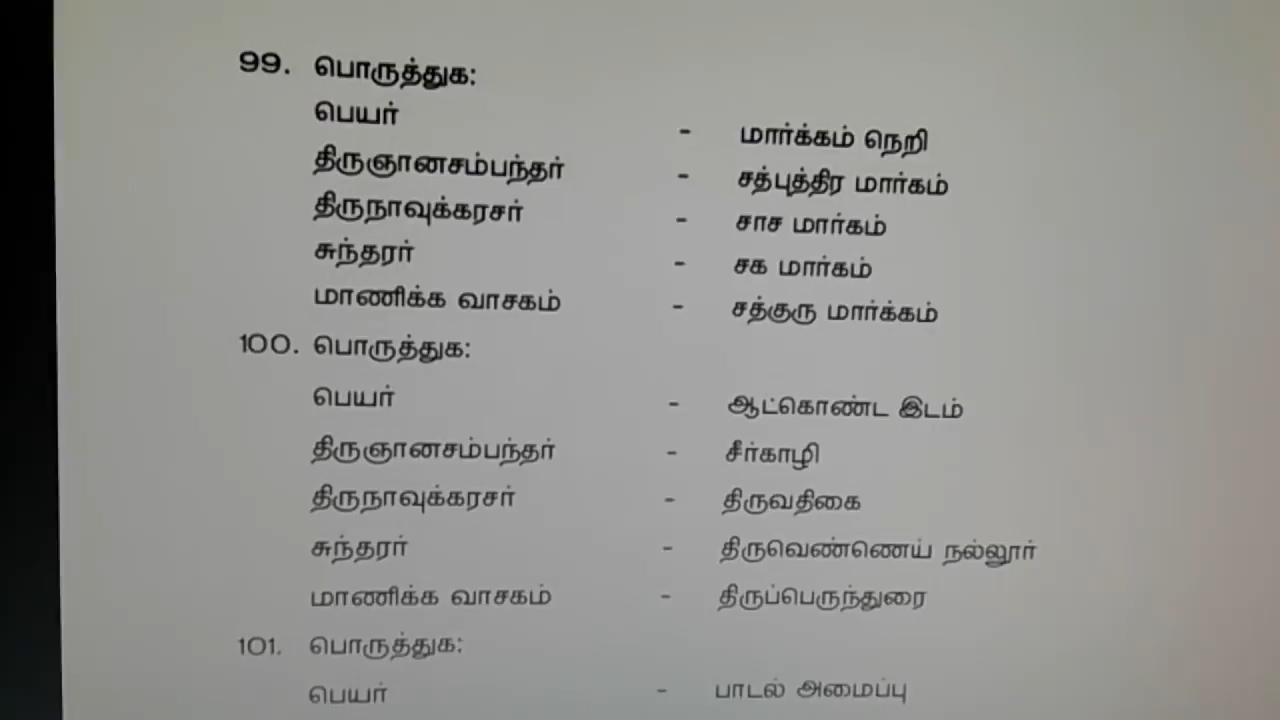 99. பொருத்துக:
பெயர் - மார்க்கம் நெறி
திருஞானசம்பந்தர் - சத்புத்திர மார்கம்
திருநாவுக்கரசர் - சாச மார்கம்
சுந்தரர் - சக மார்கம்
மாணிக்க வாசகம் - சத்குரு மார்க்கம்
100. பொருத்துக:
பெயர் - ஆட்கொண்ட இடம்
திருஞானசம்பந்தர் - சீர்காழி
திருநாவுக்கரசர் - திருவதிகை
சுந்தரர் - திருவெண்ணெய் நல்லூர்
மாணிக்க வாசகம் - திருப்பெருந்துரை
101. பொருத்துக:
பெயர் - பாடல் அமைப்பு